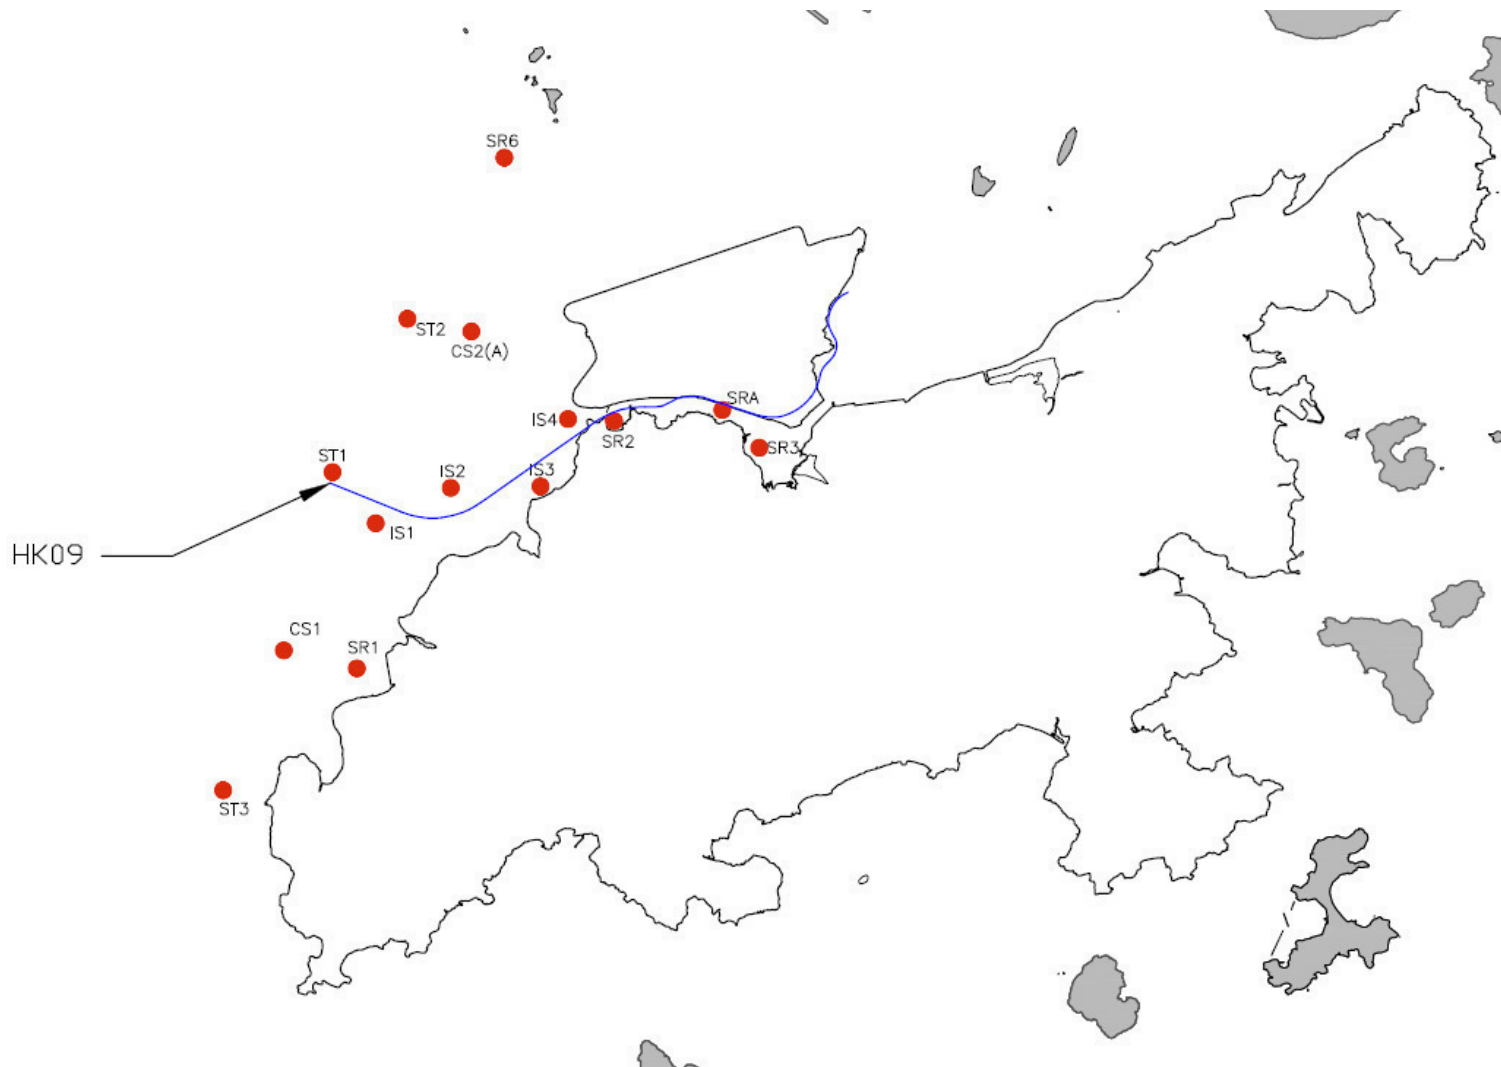 SR6
ST2
CS2(A)
SRA
IS4
SR2
SR3
ST1
IS2
IS3
IS1
HK09
CS1
SR1
ST3